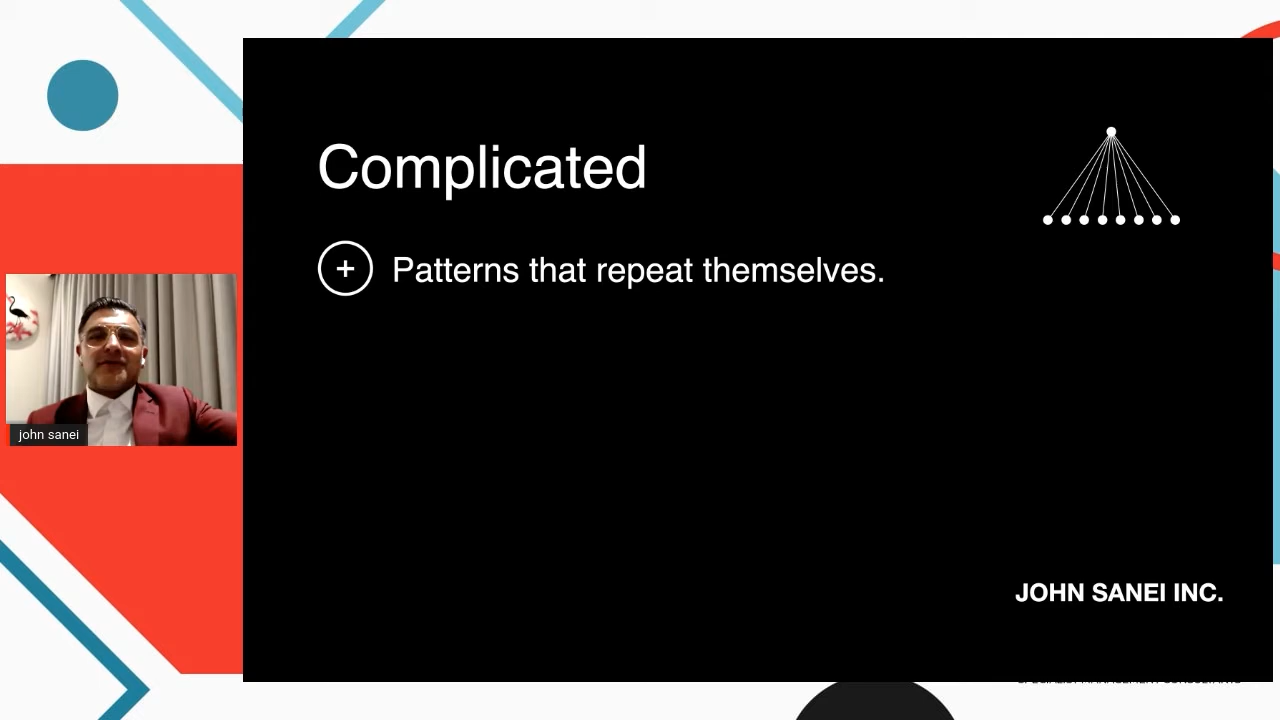 Complicated
+ Patterns that repeat themselves.
john sanei
JOHN SANEI INC.